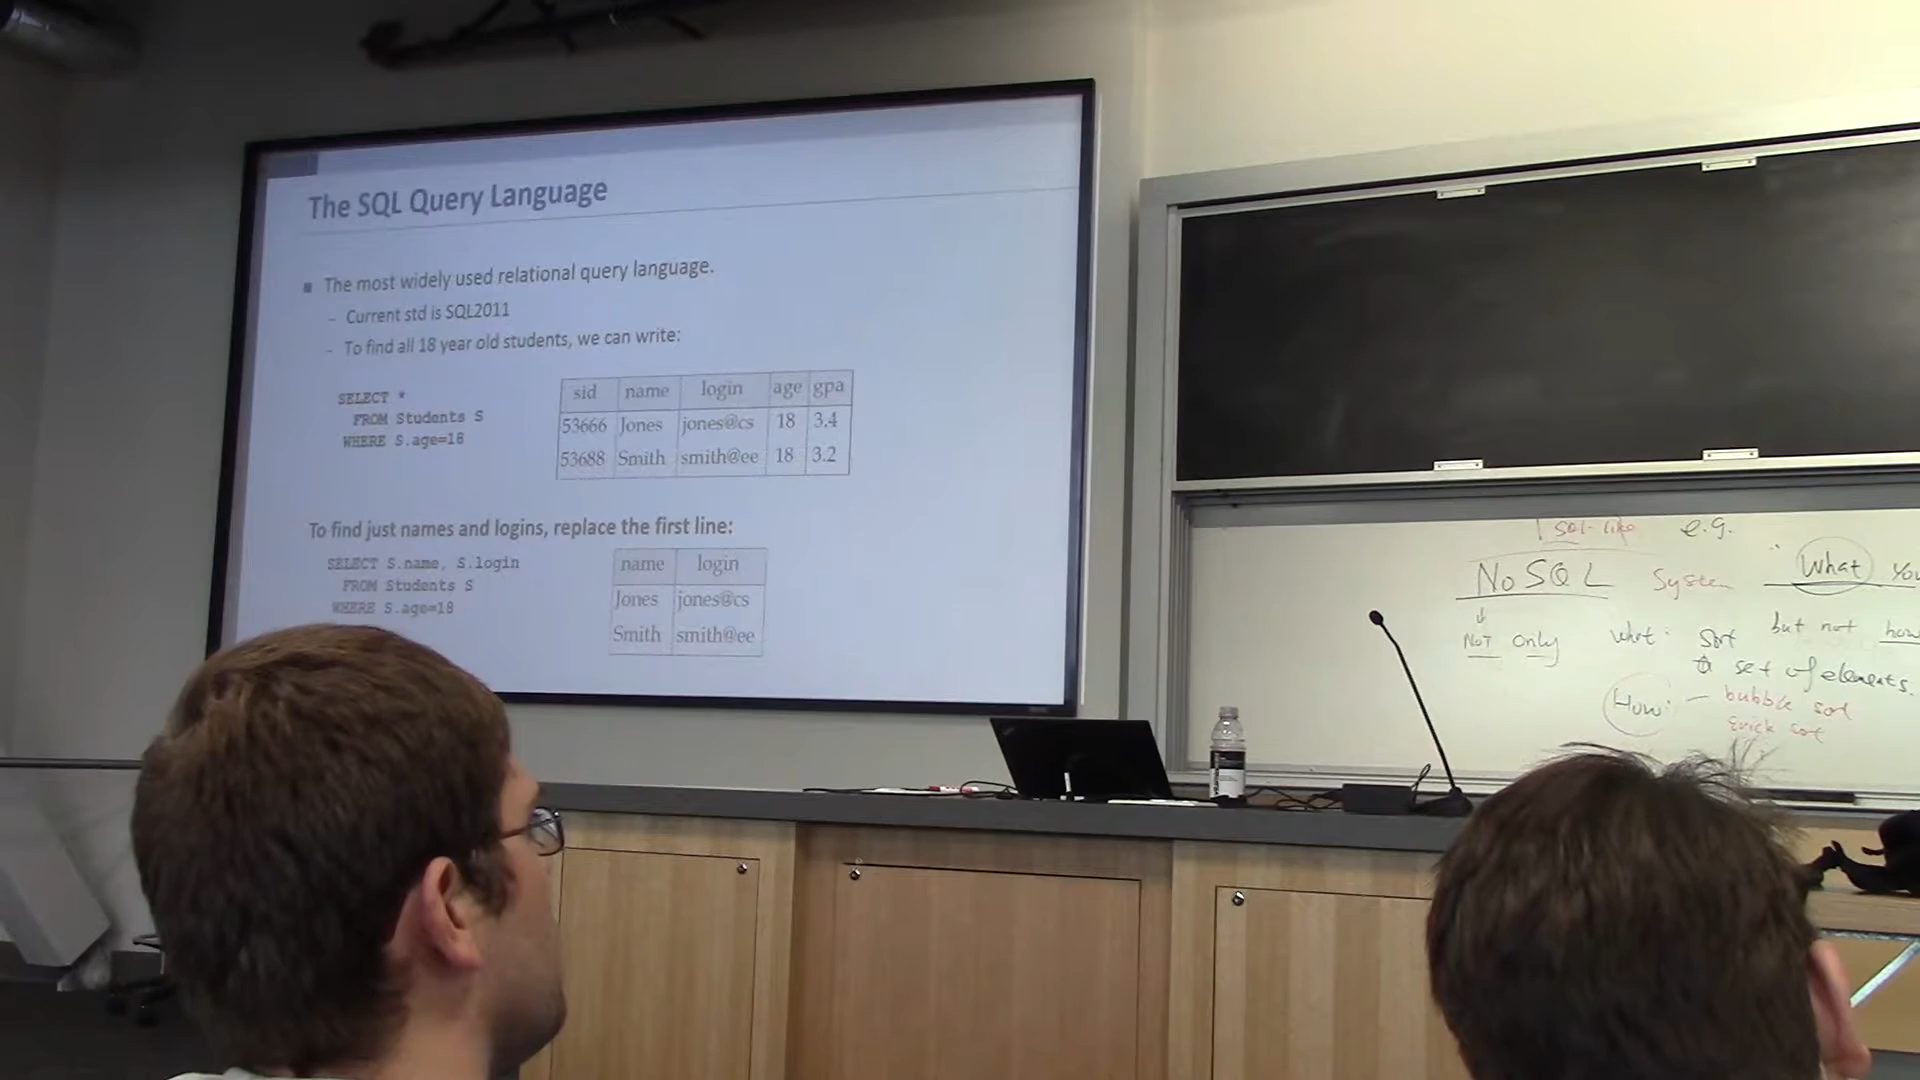 The SQL Query Language
■ The most widely used relational query language.
– Current std is SQL2011
– To find all 18 year old students, we can write:
SELECT *
FROM Students S
WHERE S.age=18
sid name login age gpa
53666 Jones jones@cs 18 3.4
53688 Smith smith@ee 18 3.2
To find just names and logins, replace the first line:
SELECT S.name, S.login
FROM Students S
WHERE S.age=18
name login
Jones jones@cs
Smith smith@ee
sql-like e.g.
NoSQL System What You
NOT only what: Sort but not how
a set of elements.
How: – bubble sort
quick sort